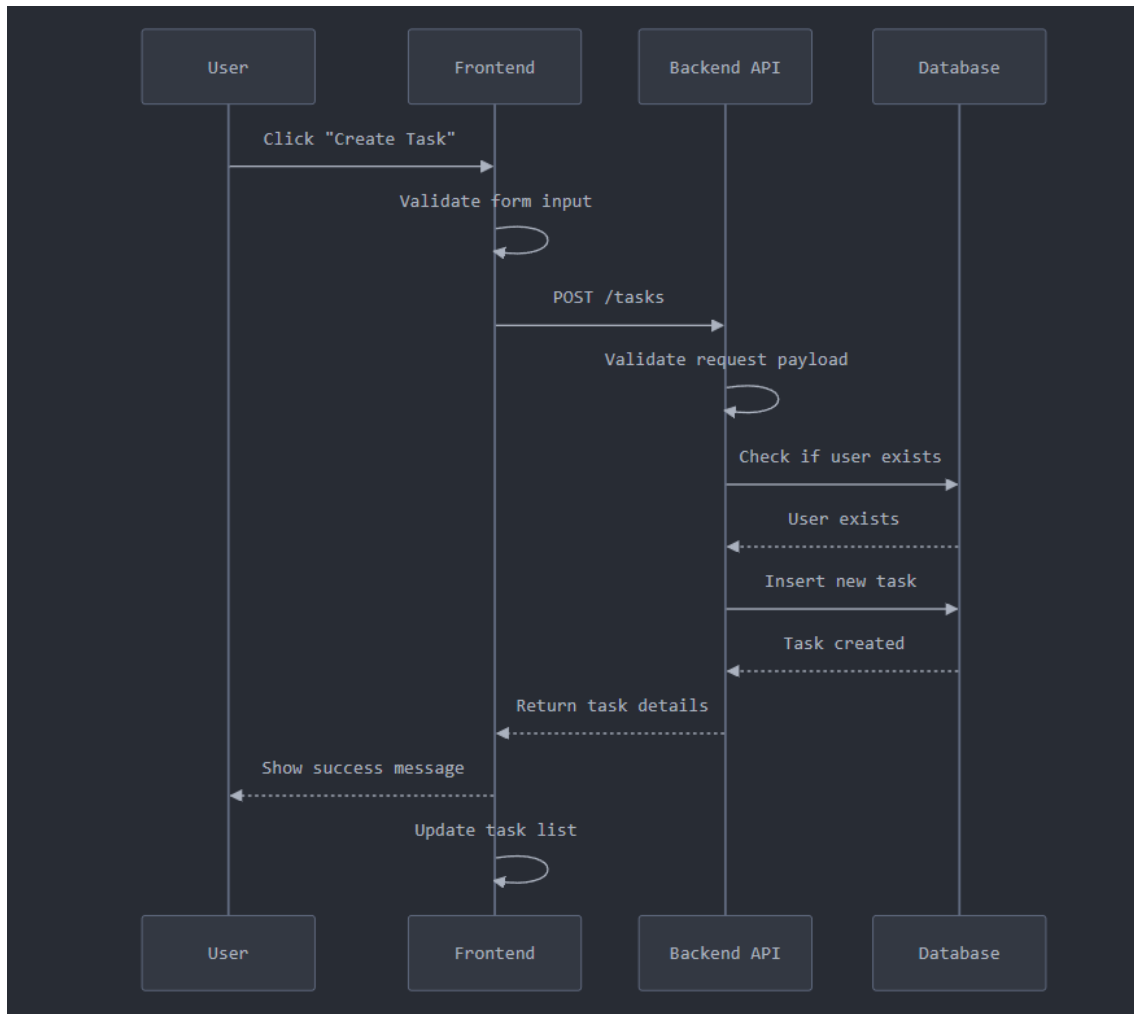 User
Frontend
Backend API
Database
Click "Create Task"
Validate form input
POST /tasks
Validate request payload
Check if user exists
User exists
Insert new task
Task created
Return task details
Show success message
Update task list
User
Frontend
Backend API
Database